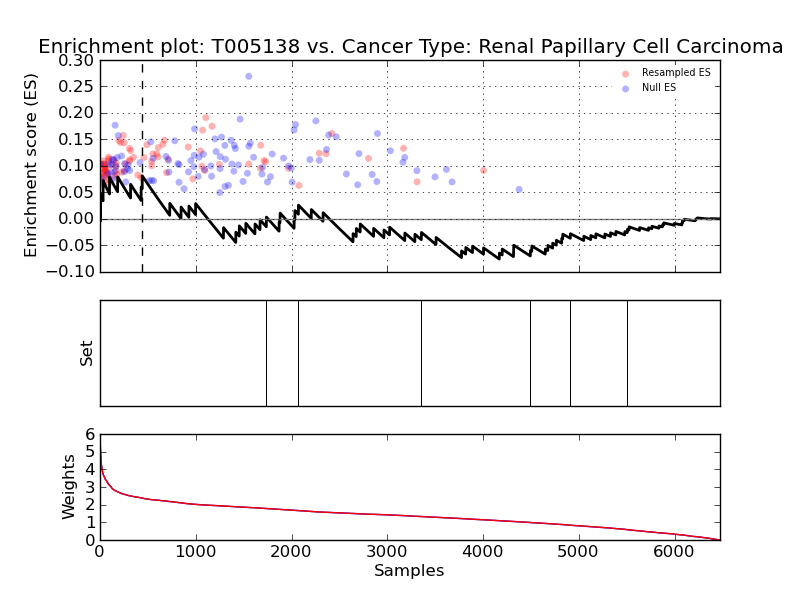 Enrichment plot: T005138 vs. Cancer Type: Renal Papillary Cell Carcinoma
Enrichment score (ES)
0.30
0.25
0.20
0.15
0.10
0.05
0.00
−0.05
−0.10
Resampled ES
Null ES
Set
Weights
6
5
4
3
2
1
0
0 1000 2000 3000 4000 5000 6000
Samples